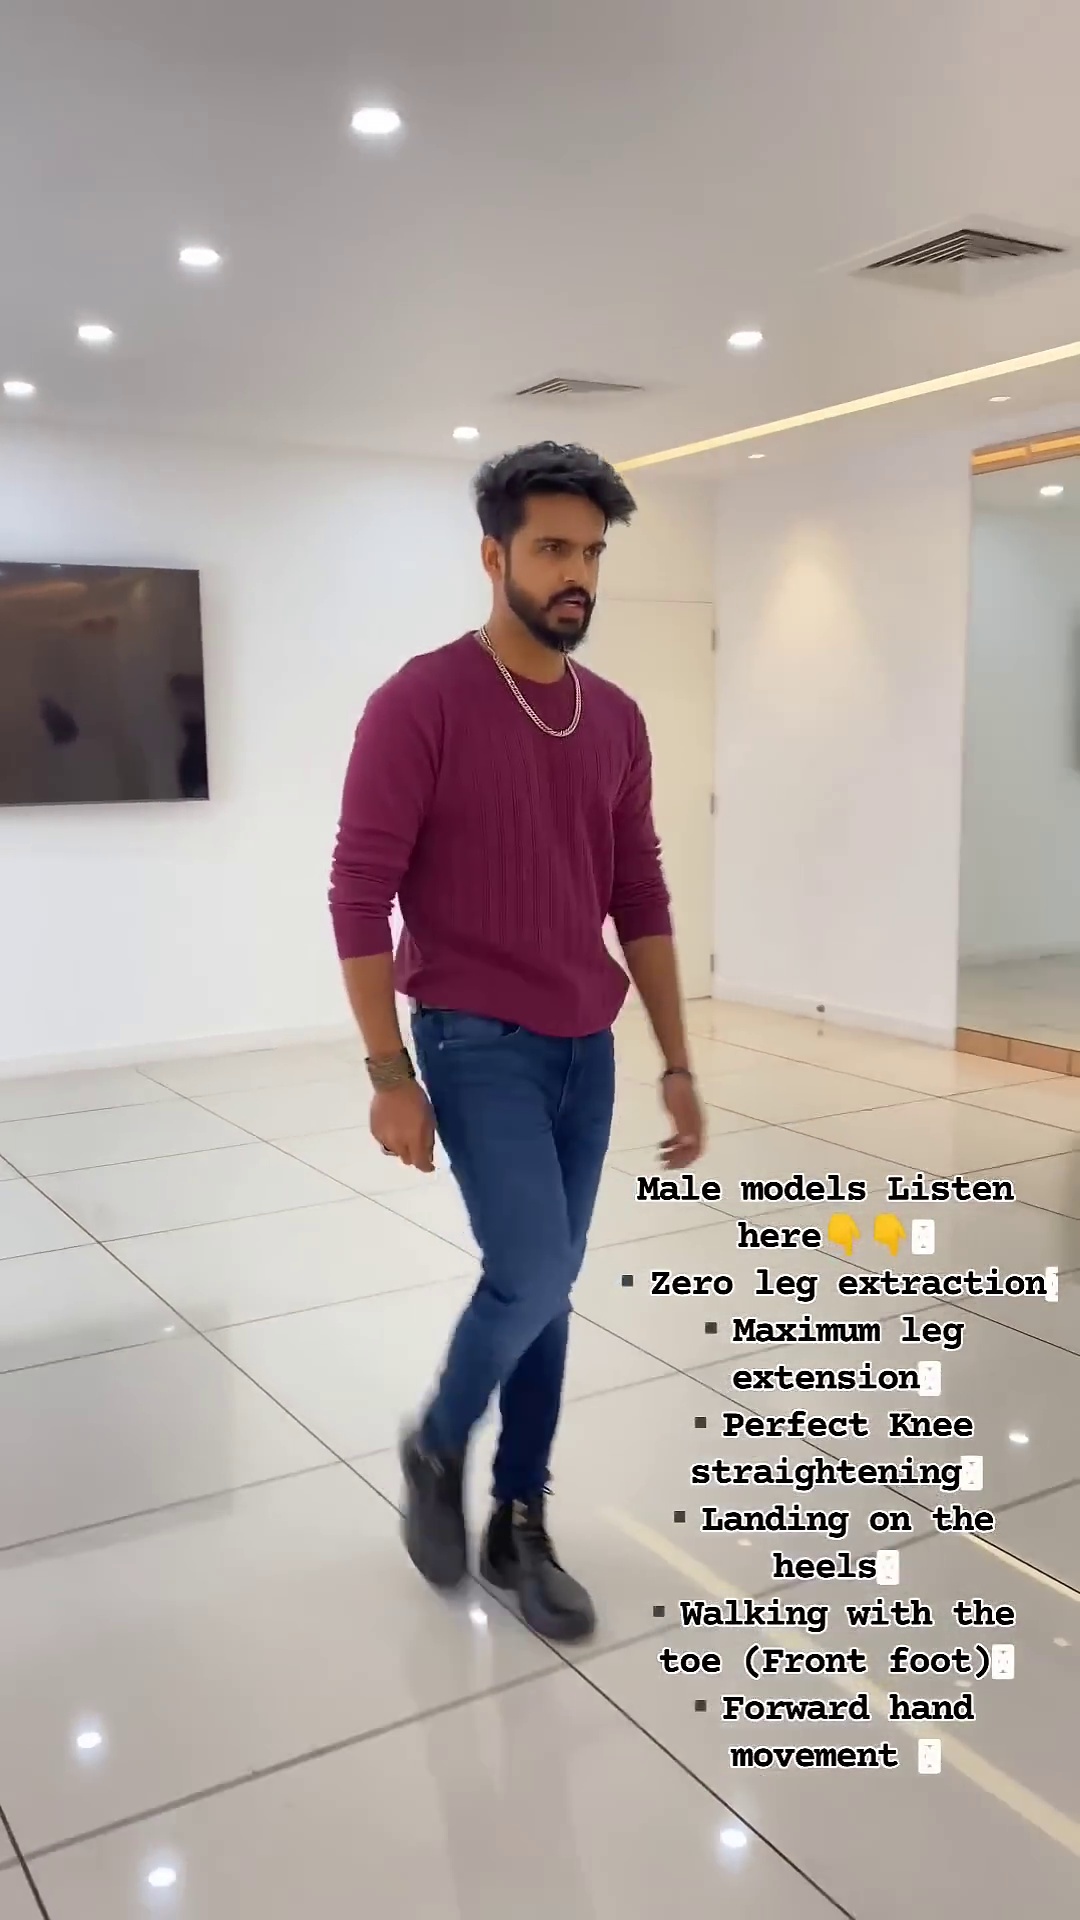 Male models Listen
here👇👇
▪ Zero leg extraction
▪ Maximum leg
extension
▪ Perfect Knee
straightening
▪ Landing on the
heels
▪ Walking with the
toe (Front foot)
▪ Forward hand
movement